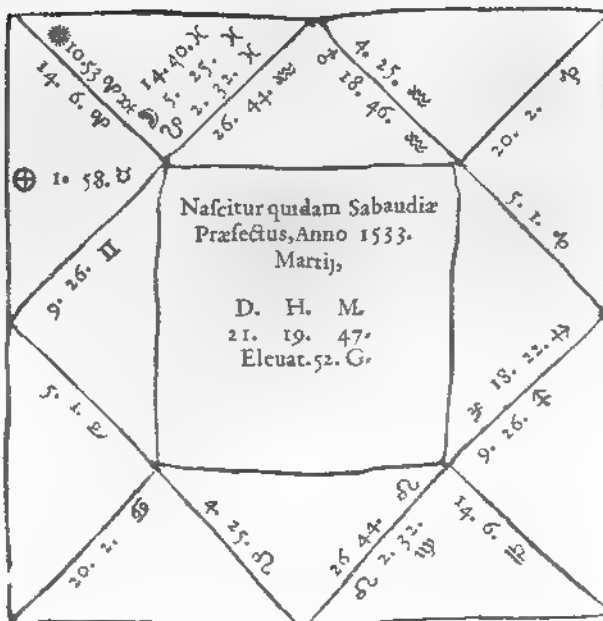 10. 53 ♈
14. 6. ♈
14. 40. ♓
5. 25. ♓
2. 32. ♓
26. 44. ♒
4. 25. ♒
18. 46. ♒
20. 2.
5. 1.
⊕ 1. 58. ♉
9. 26. ♊
Naſcitur quidam Sabaudiæ
Præfectus, Anno 1533.
Martij,
D. H. M.
21. 19. 47.
Eleuat. 52. G.
18. 22. ♐
9. 26. ♐
5. 1.
20. 2. ♋
4. 25. ♌
26 44. ♌
2. 32. ♍
14. 6. ♎